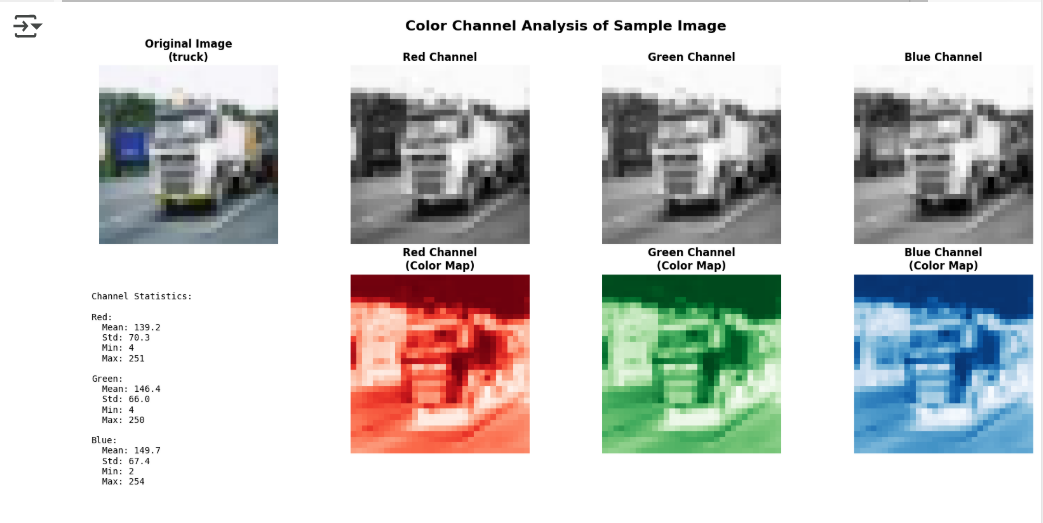 Color Channel Analysis of Sample Image
Original Image
(truck)
Red Channel
Green Channel
Blue Channel
Red Channel
(Color Map)
Green Channel
(Color Map)
Blue Channel
(Color Map)
Channel Statistics:
Red:
Mean: 139.2
Std: 70.3
Min: 4
Max: 251
Green:
Mean: 146.4
Std: 66.0
Min: 4
Max: 250
Blue:
Mean: 149.7
Std: 67.4
Min: 2
Max: 254